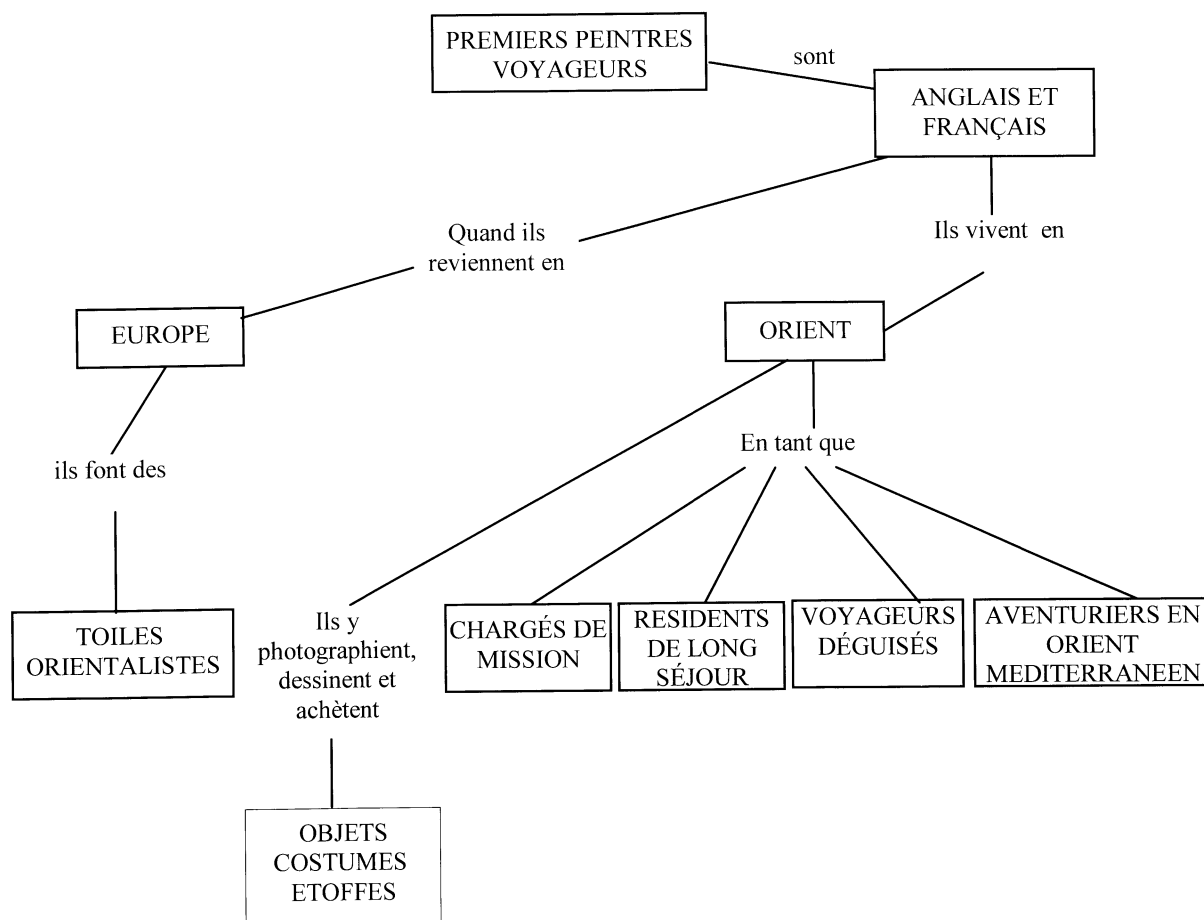 PREMIERS PEINTRES
VOYAGEURS
sont
ANGLAIS ET
FRANÇAIS
Quand ils
reviennent en
Ils vivent en
EUROPE
ORIENT
ils font des
En tant que
TOILES
ORIENTALISTES
Ils y
photographient,
dessinent et
achètent
CHARGÉS DE
MISSION
RESIDENTS
DE LONG
SÉJOUR
VOYAGEURS
DÉGUISÉS
AVENTURIERS EN
ORIENT
MEDITERRANEEN
OBJETS
COSTUMES
ETOFFES